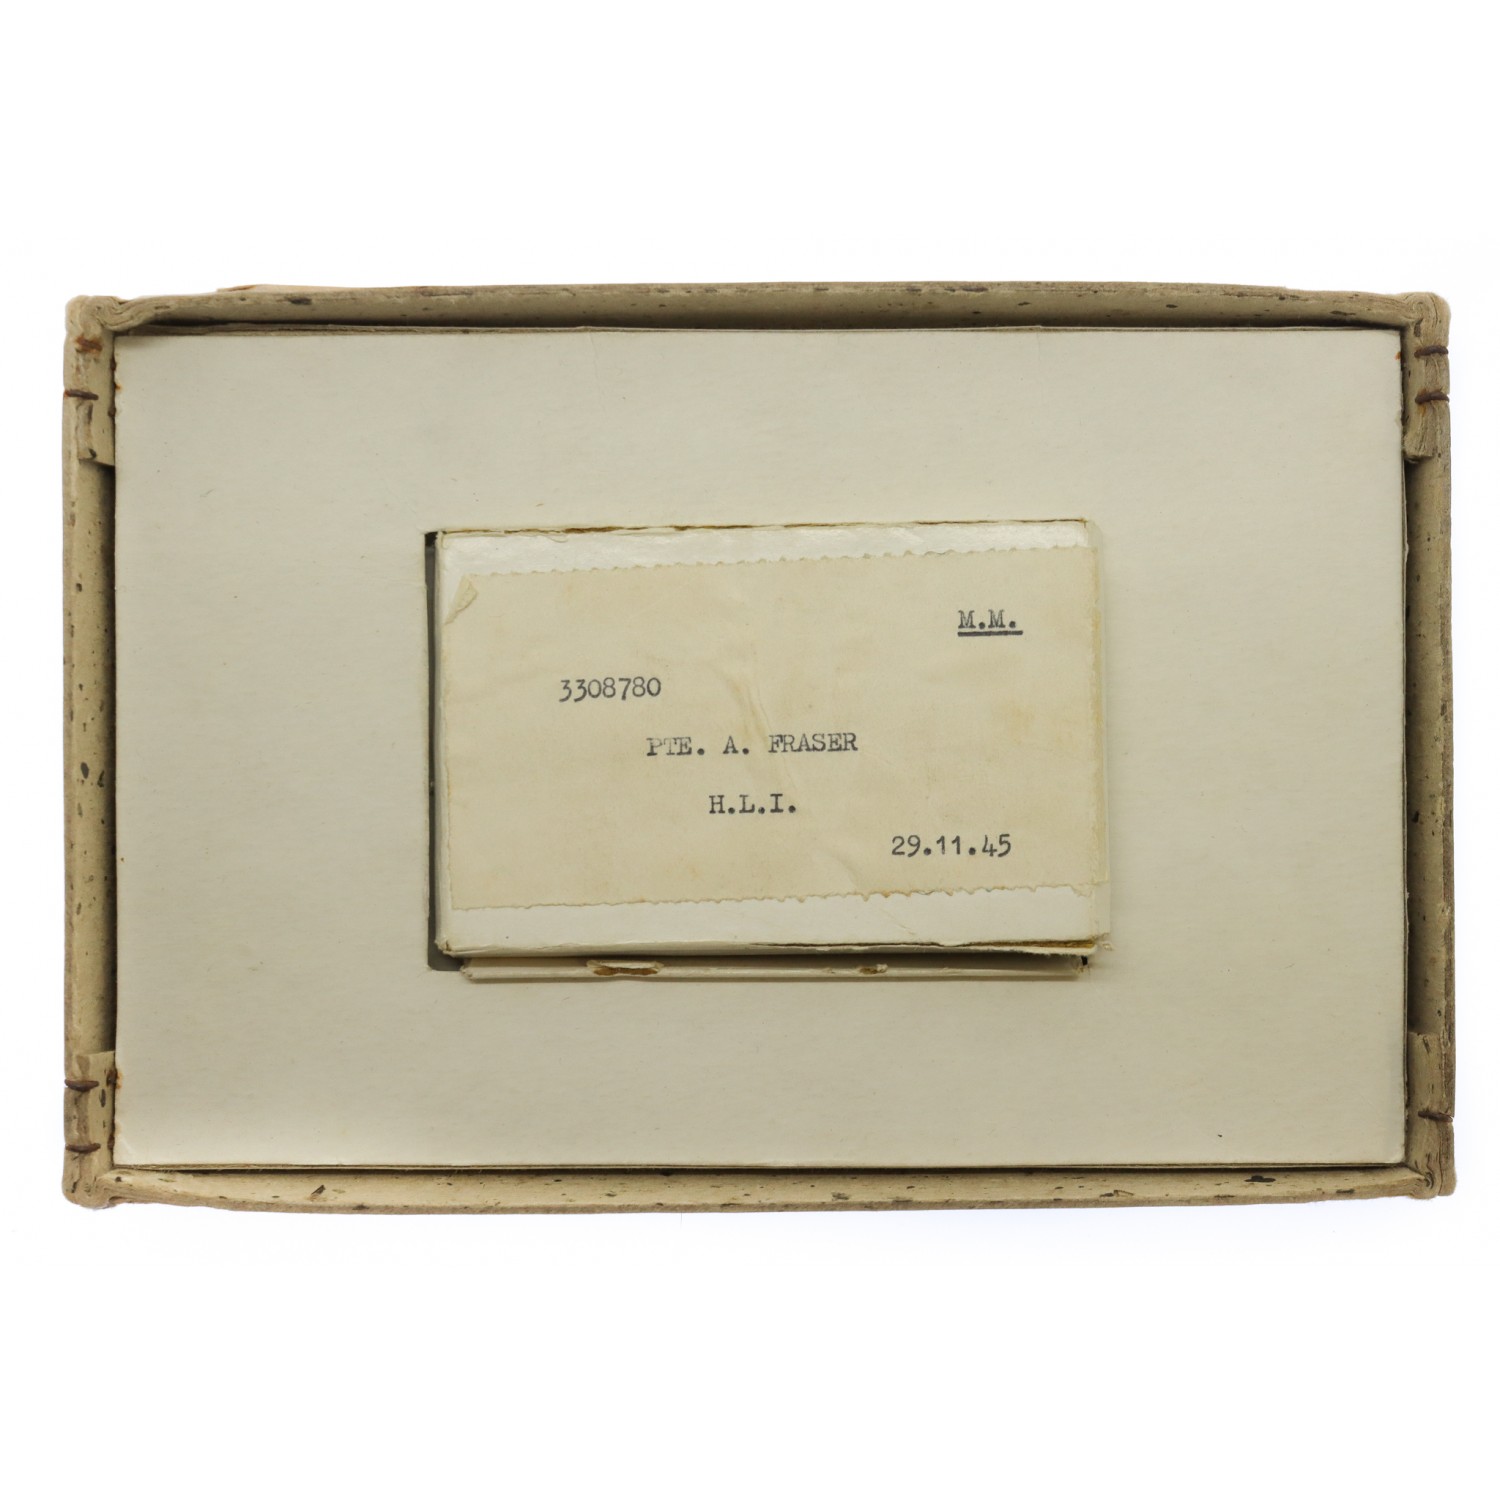 M.M.
3308780
PTE. A. FRASER
H.L.I.
29.11.45